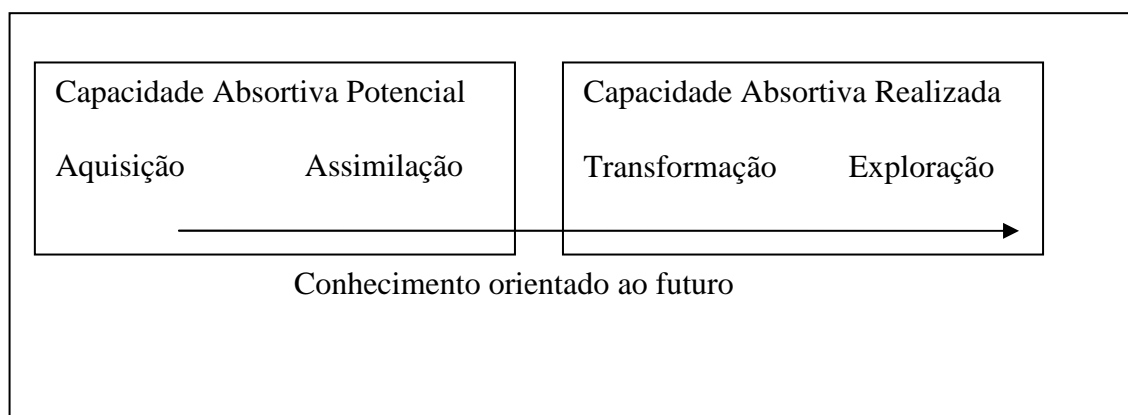 Capacidade Absortiva Potencial
Aquisição Assimilação
Capacidade Absortiva Realizada
Transformação Exploração
Conhecimento orientado ao futuro